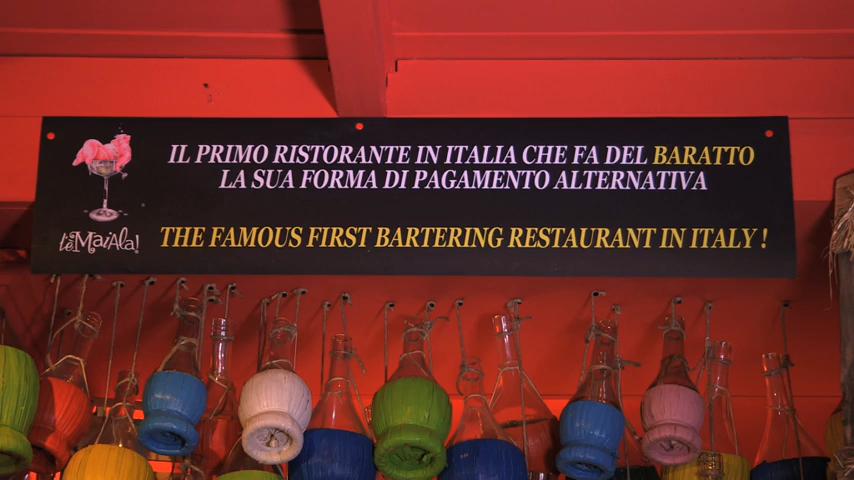 IL PRIMO RISTORANTE IN ITALIA CHE FA DEL BARATTO
LA SUA FORMA DI PAGAMENTO ALTERNATIVA
l'è Maiala!
THE FAMOUS FIRST BARTERING RESTAURANT IN ITALY !